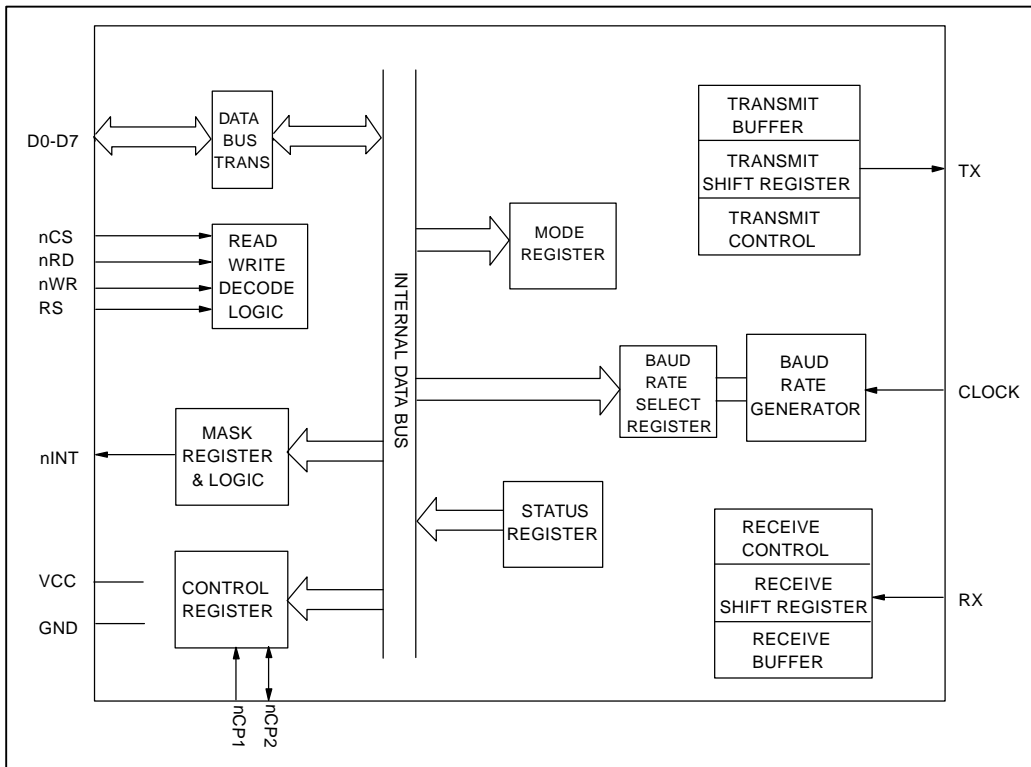 D0-D7
DATA
BUS
TRANS
nCS
nRD
nWR
RS
READ
WRITE
DECODE
LOGIC
nINT
MASK
REGISTER
& LOGIC
VCC
GND
CONTROL
REGISTER
nCP1
nCP2
INTERNAL DATA BUS
MODE
REGISTER
BAUD
RATE
SELECT
REGISTER
BAUD
RATE
GENERATOR
CLOCK
STATUS
REGISTER
TRANSMIT
BUFFER
TRANSMIT
SHIFT REGISTER
TRANSMIT
CONTROL
TX
RECEIVE
CONTROL
RECEIVE
SHIFT REGISTER
RECEIVE
BUFFER
RX